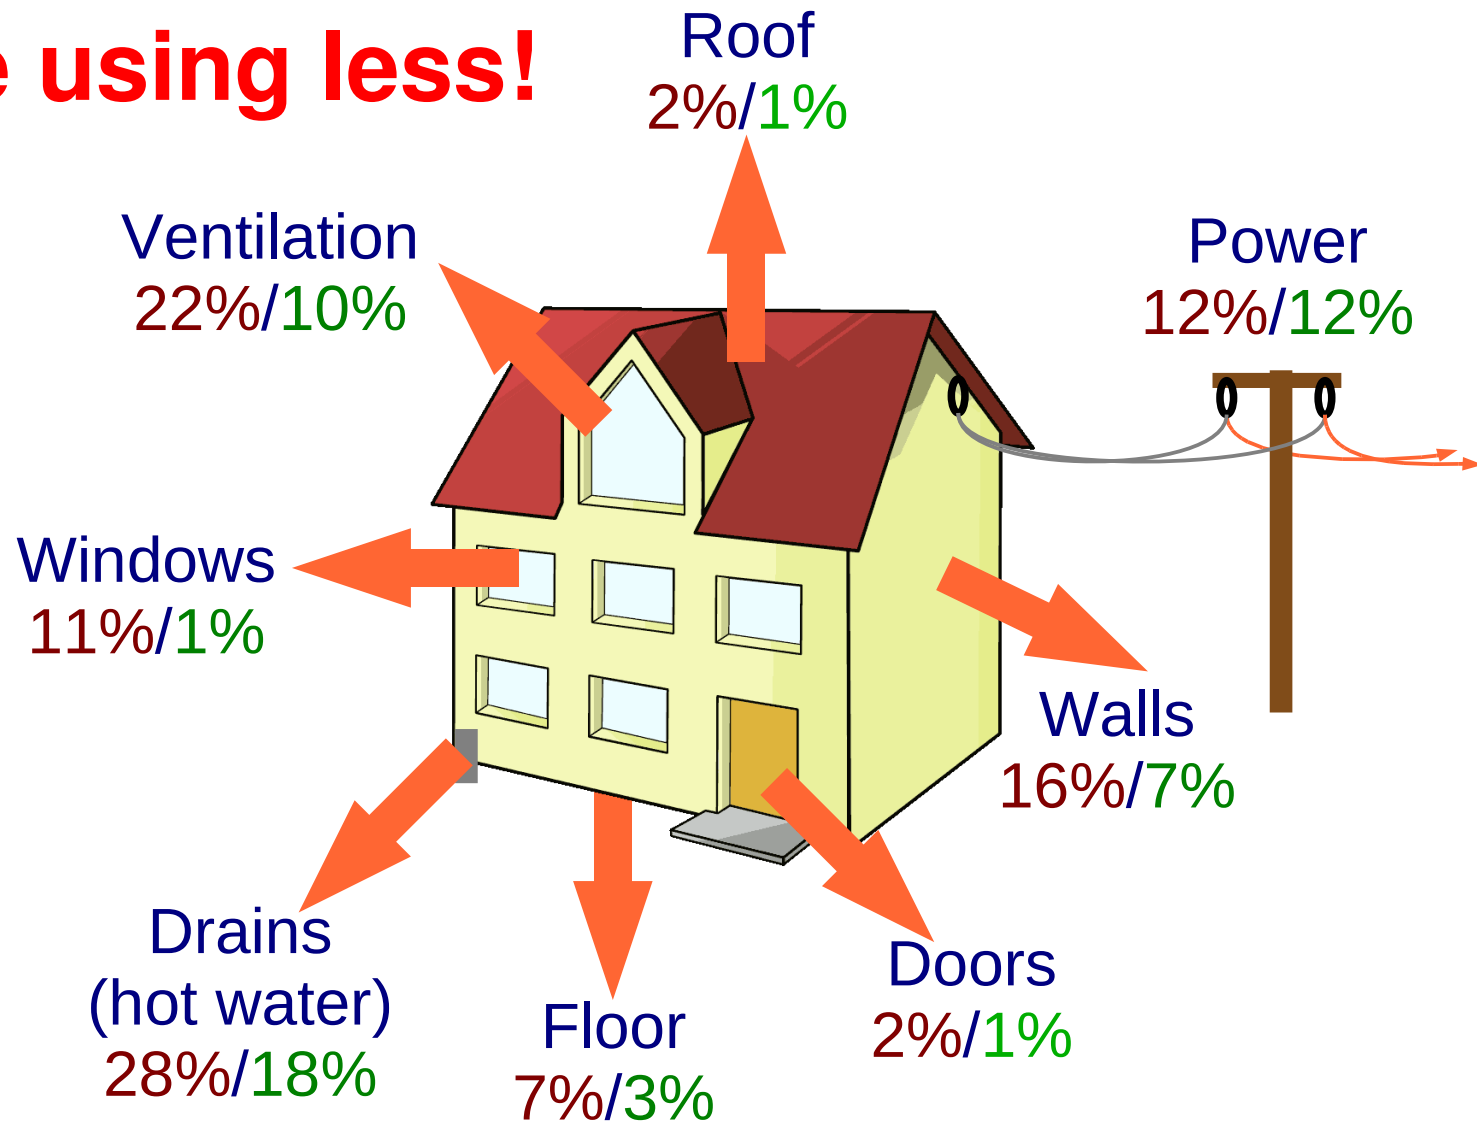 e using less!
Roof
2%/1%
Ventilation
22%/10%
Power
12%/12%
Windows
11%/1%
Walls
16%/7%
Drains
(hot water)
28%/18%
Floor
7%/3%
Doors
2%/1%